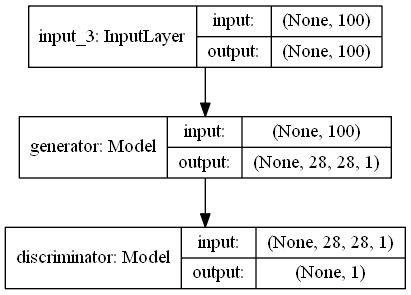 input_3: InputLayer input: (None, 100)
output: (None, 100)
generator: Model input: (None, 100)
output: (None, 28, 28, 1)
discriminator: Model input: (None, 28, 28, 1)
output: (None, 1)